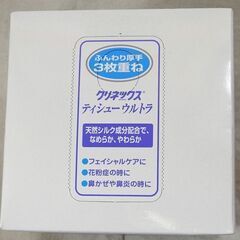 ふんわり厚手
3枚重ね
クリネックス
ティシューウルトラ
天然シルク成分配合で、
なめらか、やわらか
●フェイシャルケアに
●花粉症の時に
●鼻かぜや鼻炎の時に